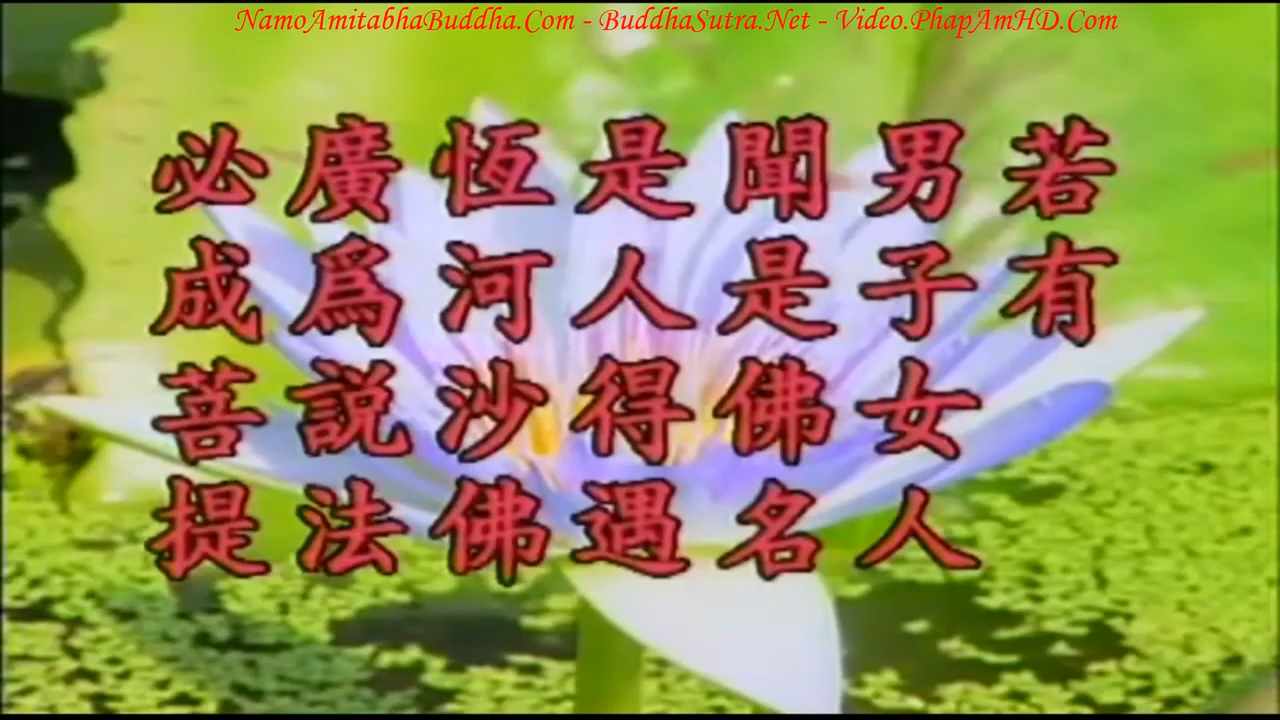 NamoAmitabhaBuddha.Com - BuddhaSutra.Net - Video.PhapAmHD.Com
若有
男子女人
聞是佛名
是人得遇
恆河沙佛
廣爲説法
必成菩提